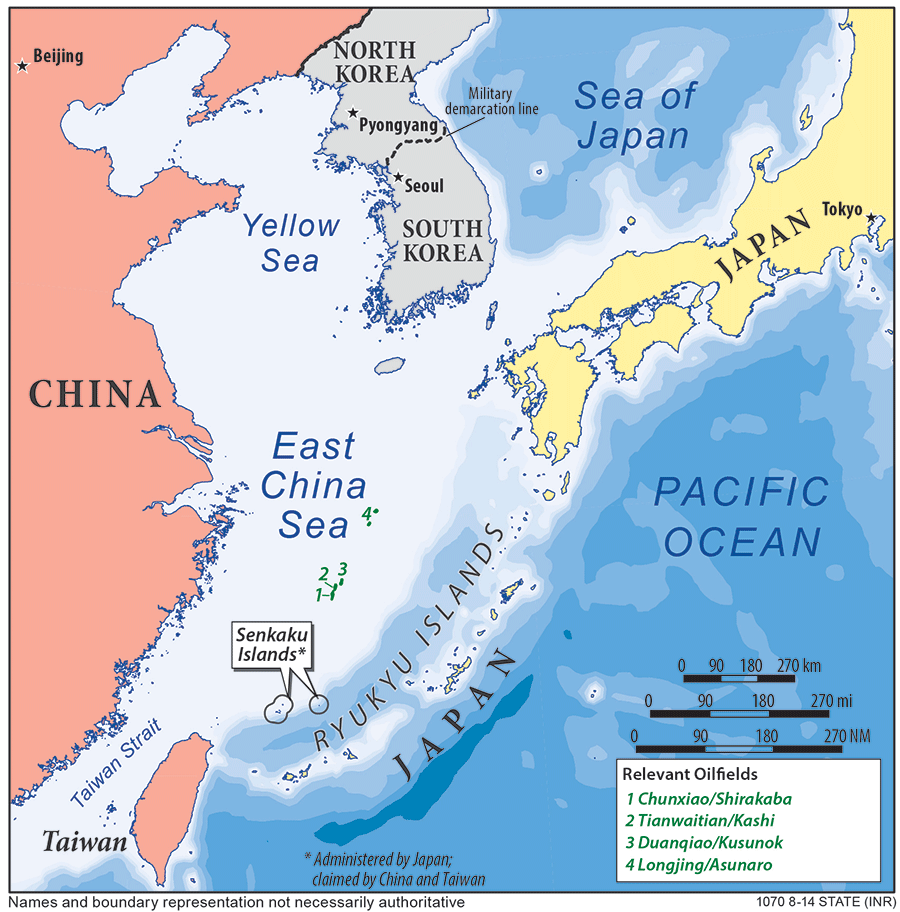 Beijing
NORTH
KOREA
Military
demarcation line
Pyongyang
Sea of
Japan
Seoul
Yellow
Sea
SOUTH
KOREA
Tokyo
JAPAN
CHINA
East
China
Sea
4
PACIFIC
OCEAN
2 3
1
Senkaku
Islands*
RYUKYU ISLANDS
JAPAN
Taiwan Strait
Taiwan
0 90 180 270 km
0 90 180 270 mi
0 90 180 270 NM
Relevant Oilfields
1 Chunxiao/Shirakaba
2 Tianwaitian/Kashi
3 Duanqiao/Kusunok
4 Longjing/Asunaro
* Administered by Japan;
claimed by China and Taiwan
Names and boundary representation not necessarily authoritative
1070 8-14 STATE (INR)